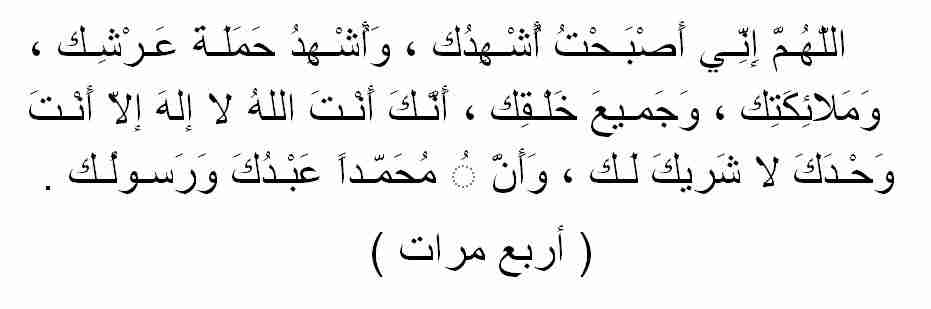 اللّهُـمَّ إِنِّـي أَصْبَـحْتُ أُشْـهِدُك ، وَأُشْـهِدُ حَمَلَـةَ عَـرْشِـك ،
وَمَلائِكَتِك ، وَجَمـيعَ خَلْـقِك ، أَنَّـكَ أَنْـتَ اللهُ لا إلهَ إلاّ أَنْـتَ
وَحْـدَكَ لا شَريكَ لَـك ، وَأَنَّ ُ مُحَمّـداً عَبْـدُكَ وَرَسـولُـك .
( أربع مرات )